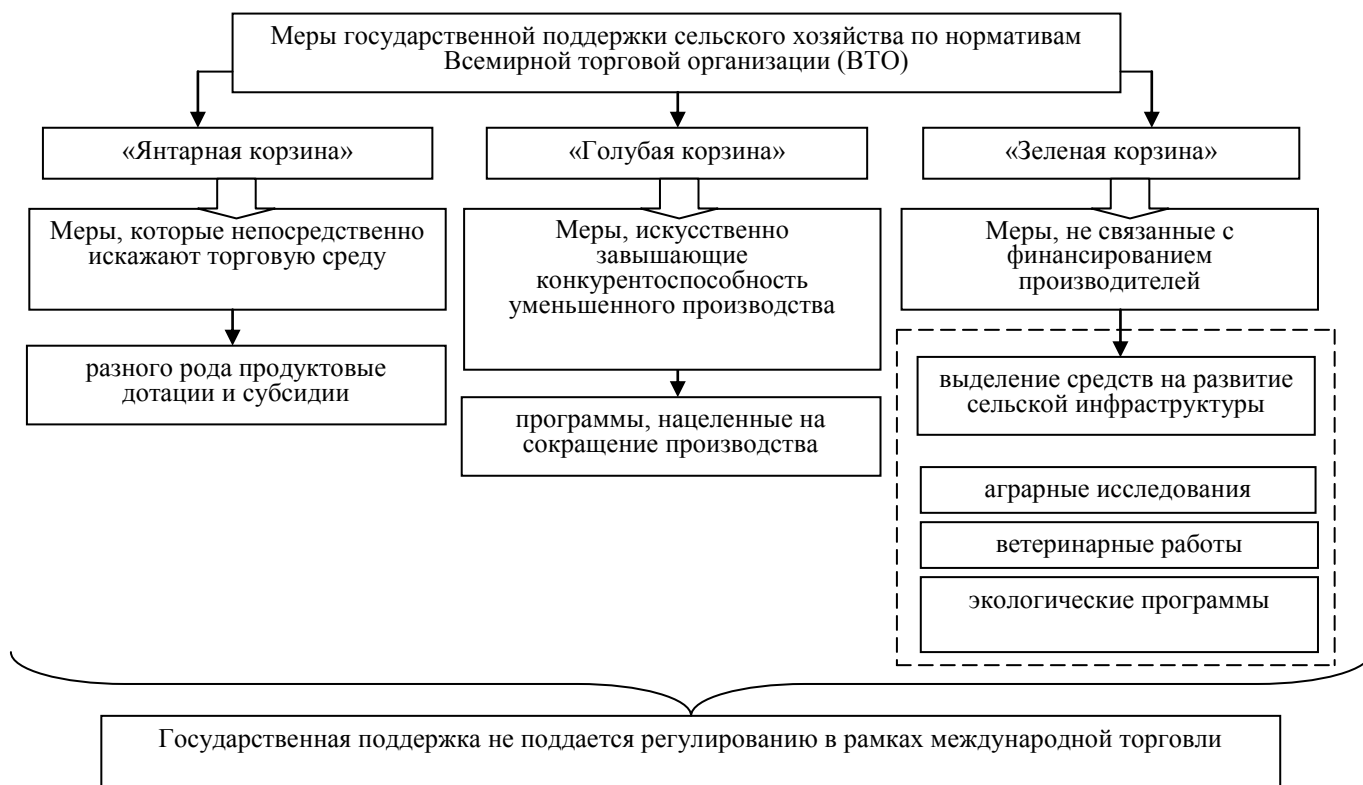 Меры государственной поддержки сельского хозяйства по нормативам
Всемирной торговой организации (ВТО)
«Янтарная корзина»
«Голубая корзина»
«Зеленая корзина»
Меры, которые непосредственно
искажают торговую среду
Меры, искусственно
завышающие
конкурентоспособность
уменьшенного производства
Меры, не связанные с
финансированием
производителей
разного рода продуктовые
дотации и субсидии
программы, нацеленные на
сокращение производства
выделение средств на развитие
сельской инфраструктуры
аграрные исследования
ветеринарные работы
экологические программы
Государственная поддержка не поддается регулированию в рамках международной торговли